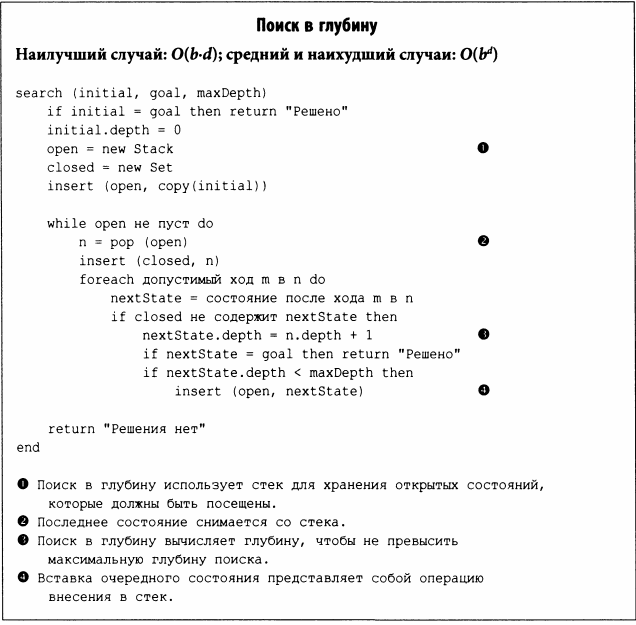 Поиск в глубину
Наилучший случай: O(b·d); средний и наихудший случаи: O(bᵈ)
search (initial, goal, maxDepth)
if initial = goal then return "Решено"
initial.depth = 0
open = new Stack ❶
closed = new Set
insert (open, copy(initial))
while open не пуст do
n = pop (open) ❷
insert (closed, n)
foreach допустимый ход m в n do
nextState = состояние после хода m в n
if closed не содержит nextState then
nextState.depth = n.depth + 1 ❸
if nextState = goal then return "Решено"
if nextState.depth < maxDepth then
insert (open, nextState) ❹
return "Решения нет"
end
❶ Поиск в глубину использует стек для хранения открытых состояний,
которые должны быть посещены.
❷ Последнее состояние снимается со стека.
❸ Поиск в глубину вычисляет глубину, чтобы не превысить
максимальную глубину поиска.
❹ Вставка очередного состояния представляет собой операцию
внесения в стек.